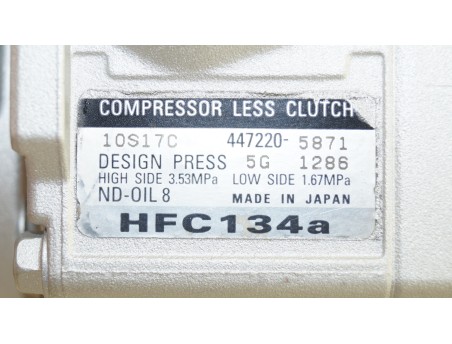 COMPRESSOR LESS CLUTCH
10S17C 447220-5871
DESIGN PRESS 5G 1286
HIGH SIDE 3.53MPa LOW SIDE 1.67MPa
ND-OIL 8 MADE IN JAPAN
HFC134a